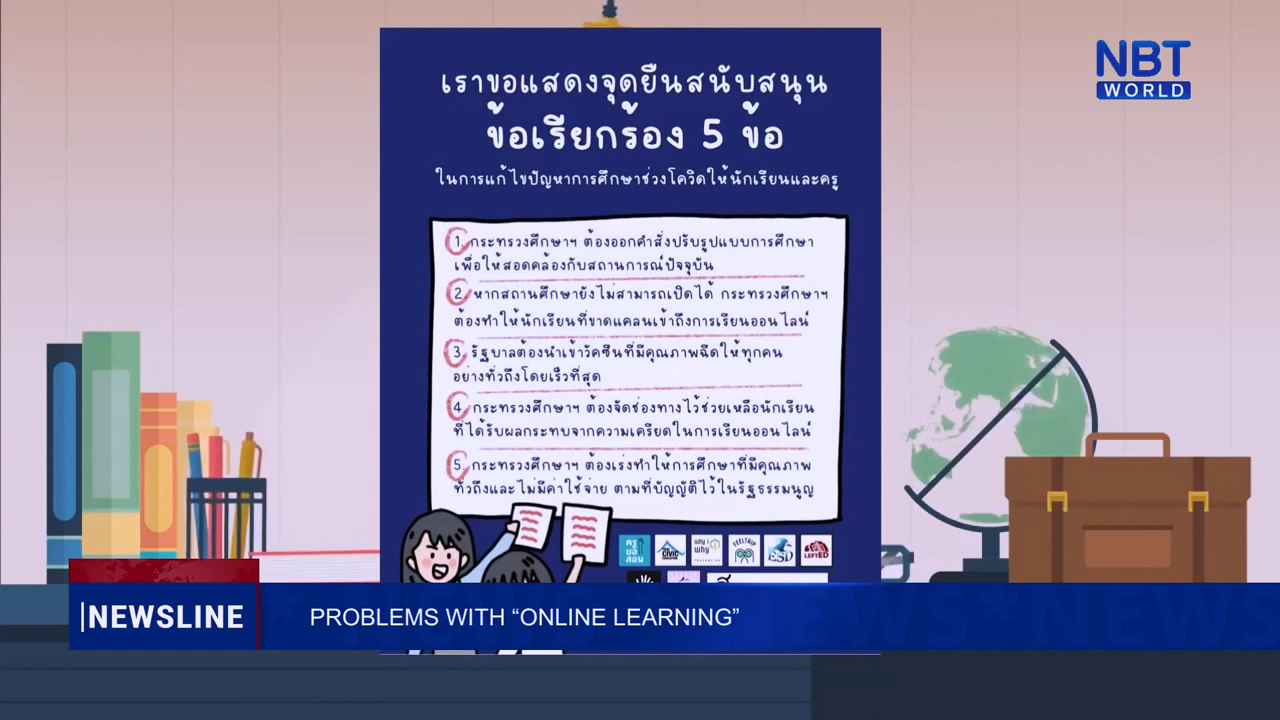 เราขอแสดงจุดยืนสนับสนุน
ข้อเรียกร้อง 5 ข้อ
ในการแก้ไขปัญหาการศึกษาช่วงโควิดให้นักเรียนและครู
1. กระทรวงศึกษาฯ ต้องออกคำสั่งปรับรูปแบบการศึกษา
เพื่อให้สอดคล้องกับสถานการณ์ปัจจุบัน
2. หากสถานศึกษายังไม่สามารถเปิดได้ กระทรวงศึกษาฯ
ต้องทำให้นักเรียนที่ขาดแคลนเข้าถึงการเรียนออนไลน์
3. รัฐบาลต้องนำเข้าวัคซีนที่มีคุณภาพฉีดให้ทุกคน
อย่างทั่วถึงโดยเร็วที่สุด
4. กระทรวงศึกษาฯ ต้องจัดช่องทางไว้ช่วยเหลือนักเรียน
ที่ได้รับผลกระทบจากความเครียดในการเรียนออนไลน์
5. กระทรวงศึกษาฯ ต้องเร่งทำให้การศึกษาที่มีคุณภาพ
ทั่วถึงและไม่มีค่าใช้จ่าย ตามที่บัญญัติไว้ในรัฐธรรมนูญ
ครู
ขอ
สอน
CIVIC
why i
why
FEELTRIP
ESD
LEFTED
NBT
WORLD
NEWSLINE
PROBLEMS WITH “ONLINE LEARNING”
NEWS* NEWS